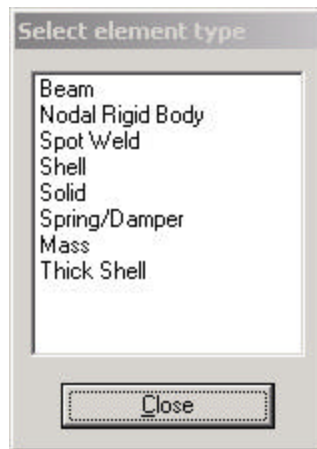 Select element type
Beam
Nodal Rigid Body
Spot Weld
Shell
Solid
Spring/Damper
Mass
Thick Shell
Close